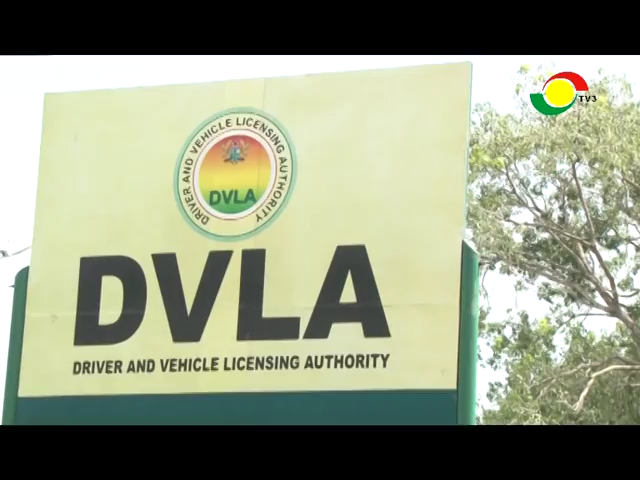 TV3
DRIVER AND VEHICLE LICENSING AUTHORITY
DVLA
DVLA
DRIVER AND VEHICLE LICENSING AUTHORITY